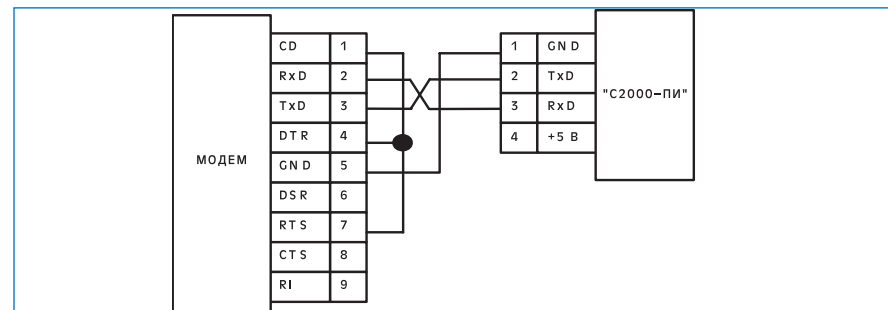 МОДЕМ
CD 1
RxD 2
TxD 3
DTR 4
GND 5
DSR 6
RTS 7
CTS 8
RI 9
1 GND
2 TxD
3 RxD
4 +5 В
"С2000-ПИ"